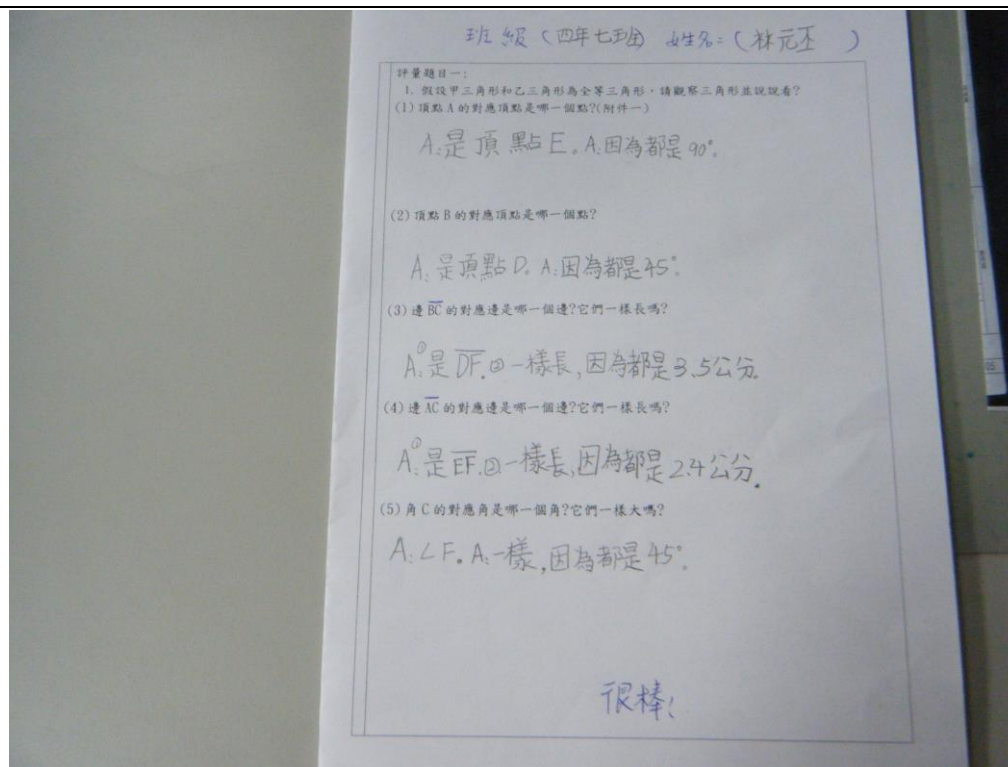 班級(四年七班) 姓名:(林元丕 )
評量題目一:
1. 假設甲三角形和乙三角形為全等三角形,請觀察三角形並說說看?
(1)頂點A的對應頂點是哪一個點?(附件一)
A:是頂點E。A:因為都是90°。
(2)頂點B的對應頂點是哪一個點?
A:是頂點D。A:因為都是45°。
(3)邊BC的對應邊是哪一個邊?它們一樣長嗎?
A:①是DF.②一樣長,因為都是3.5公分。
(4)邊AC的對應邊是哪一個邊?它們一樣長嗎?
A:①是EF.②一樣長,因為都是2.4公分。
(5)角C的對應角是哪一個角?它們一樣大嗎?
A:∠F。A:一樣,因為都是45°。
很棒!